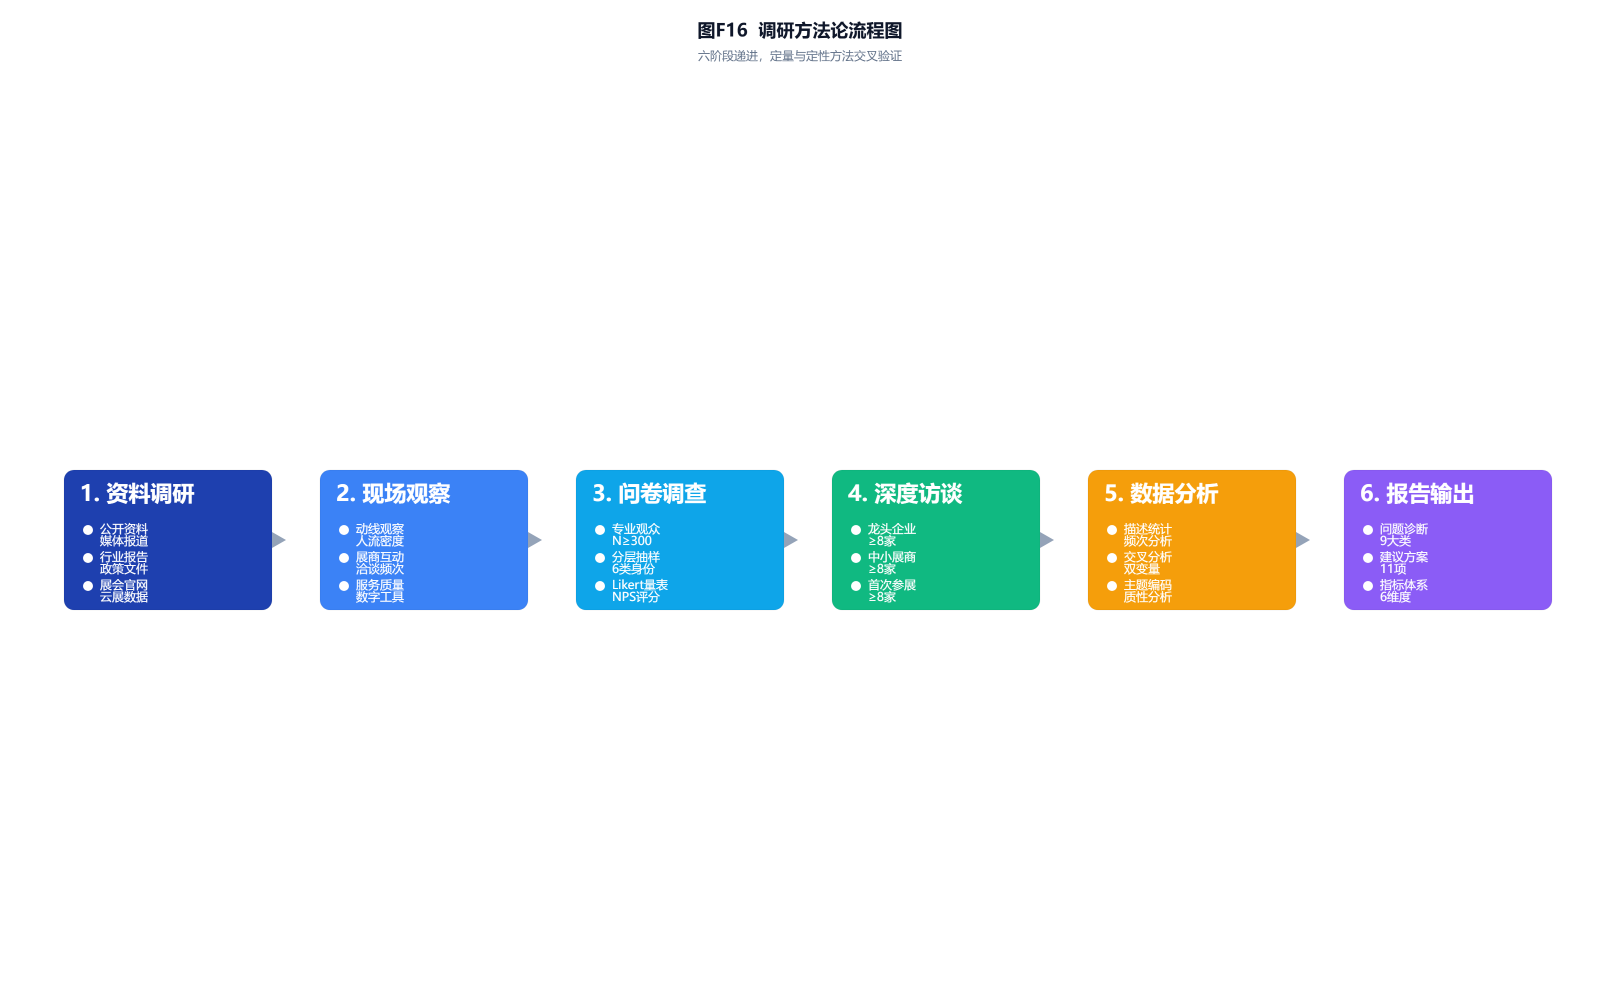 图F16 调研方法论流程图
六阶段递进，定量与定性方法交叉验证
1. 资料调研
公开资料
媒体报道
行业报告
政策文件
展会官网
云展数据
2. 现场观察
动线观察
人流密度
展商互动
洽谈频次
服务质量
数字工具
3. 问卷调查
专业观众
N≥300
分层抽样
6类身份
Likert量表
NPS评分
4. 深度访谈
龙头企业
≥8家
中小展商
≥8家
首次参展
≥8家
5. 数据分析
描述统计
频次分析
交叉分析
双变量
主题编码
质性分析
6. 报告输出
问题诊断
9大类
建议方案
11项
指标体系
6维度